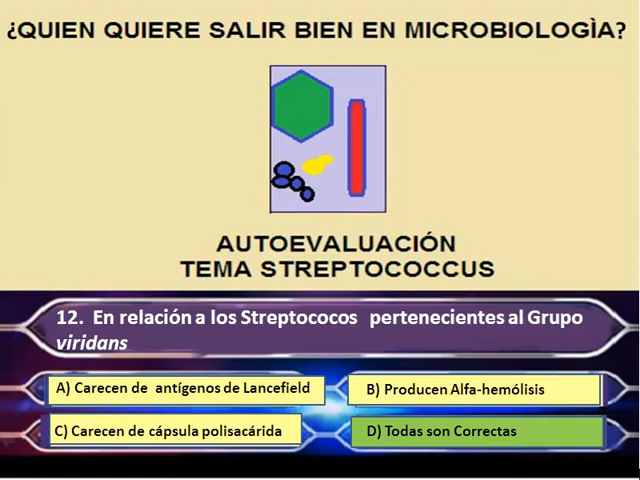 ¿QUIEN QUIERE SALIR BIEN EN MICROBIOLOGÌA?
AUTOEVALUACIÓN
TEMA STREPTOCOCCUS
12. En relación a los Streptococos pertenecientes al Grupo
viridans
A) Carecen de antígenos de Lancefield
B) Producen Alfa-hemólisis
C) Carecen de cápsula polisacárida
D) Todas son Correctas